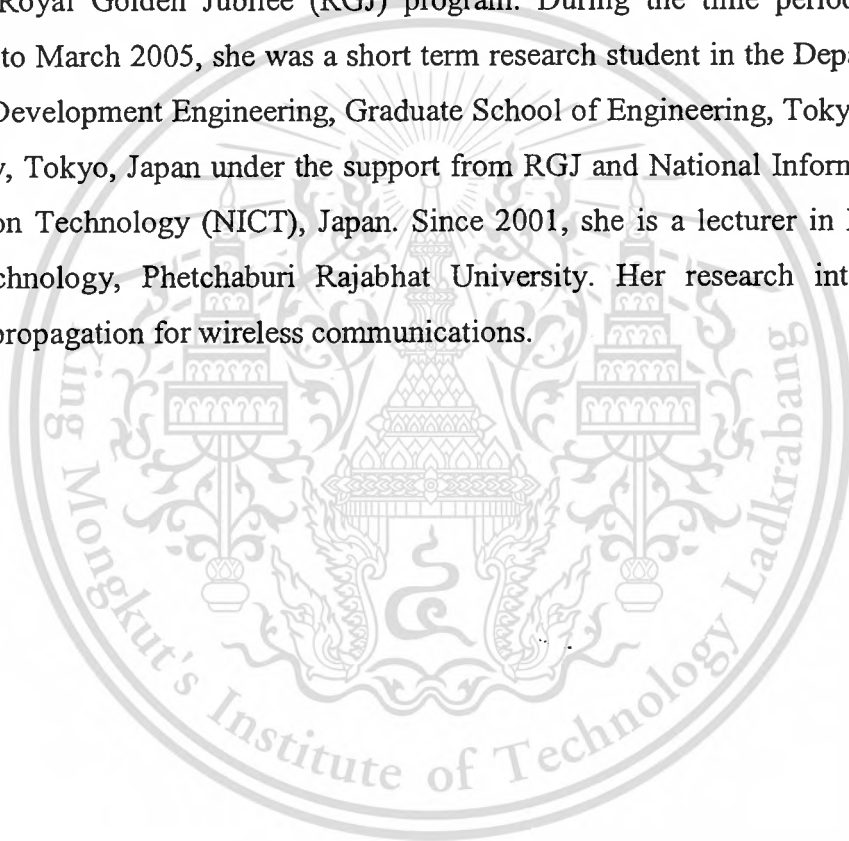 Royal Golden Jubilee (RGJ) program. During the time period
to March 2005, she was a short term research student in the Depa
Development Engineering, Graduate School of Engineering, Toky
, Tokyo, Japan under the support from RGJ and National Inform
on Technology (NICT), Japan. Since 2001, she is a lecturer in
chnology, Phetchaburi Rajabhat University. Her research int
propagation for wireless communications.
King Mongkut's Institute of Technology Ladkrabang